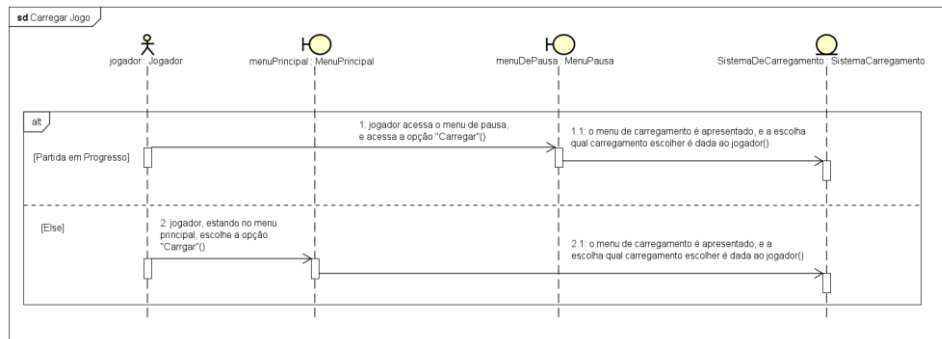 sd Carregar Jogo
jogador : Jogador
menuPrincipal : MenuPrincipal
menuDePausa : MenuPausa
SistemaDeCarregamento : SistemaCarregamento
alt
1: jogador acessa o menu de pausa,
e acessa a opção "Carregar"()
1.1: o menu de carregamento é apresentado, e a escolha
qual carregamento escolher é dada ao jogador()
[Partida em Progresso]
[Else]
2: jogador, estando no menu
principal, escolhe a opção
"Carrgar"()
2.1: o menu de carregamento é apresentado, e a
escolha qual carregamento escolher é dada ao jogador()